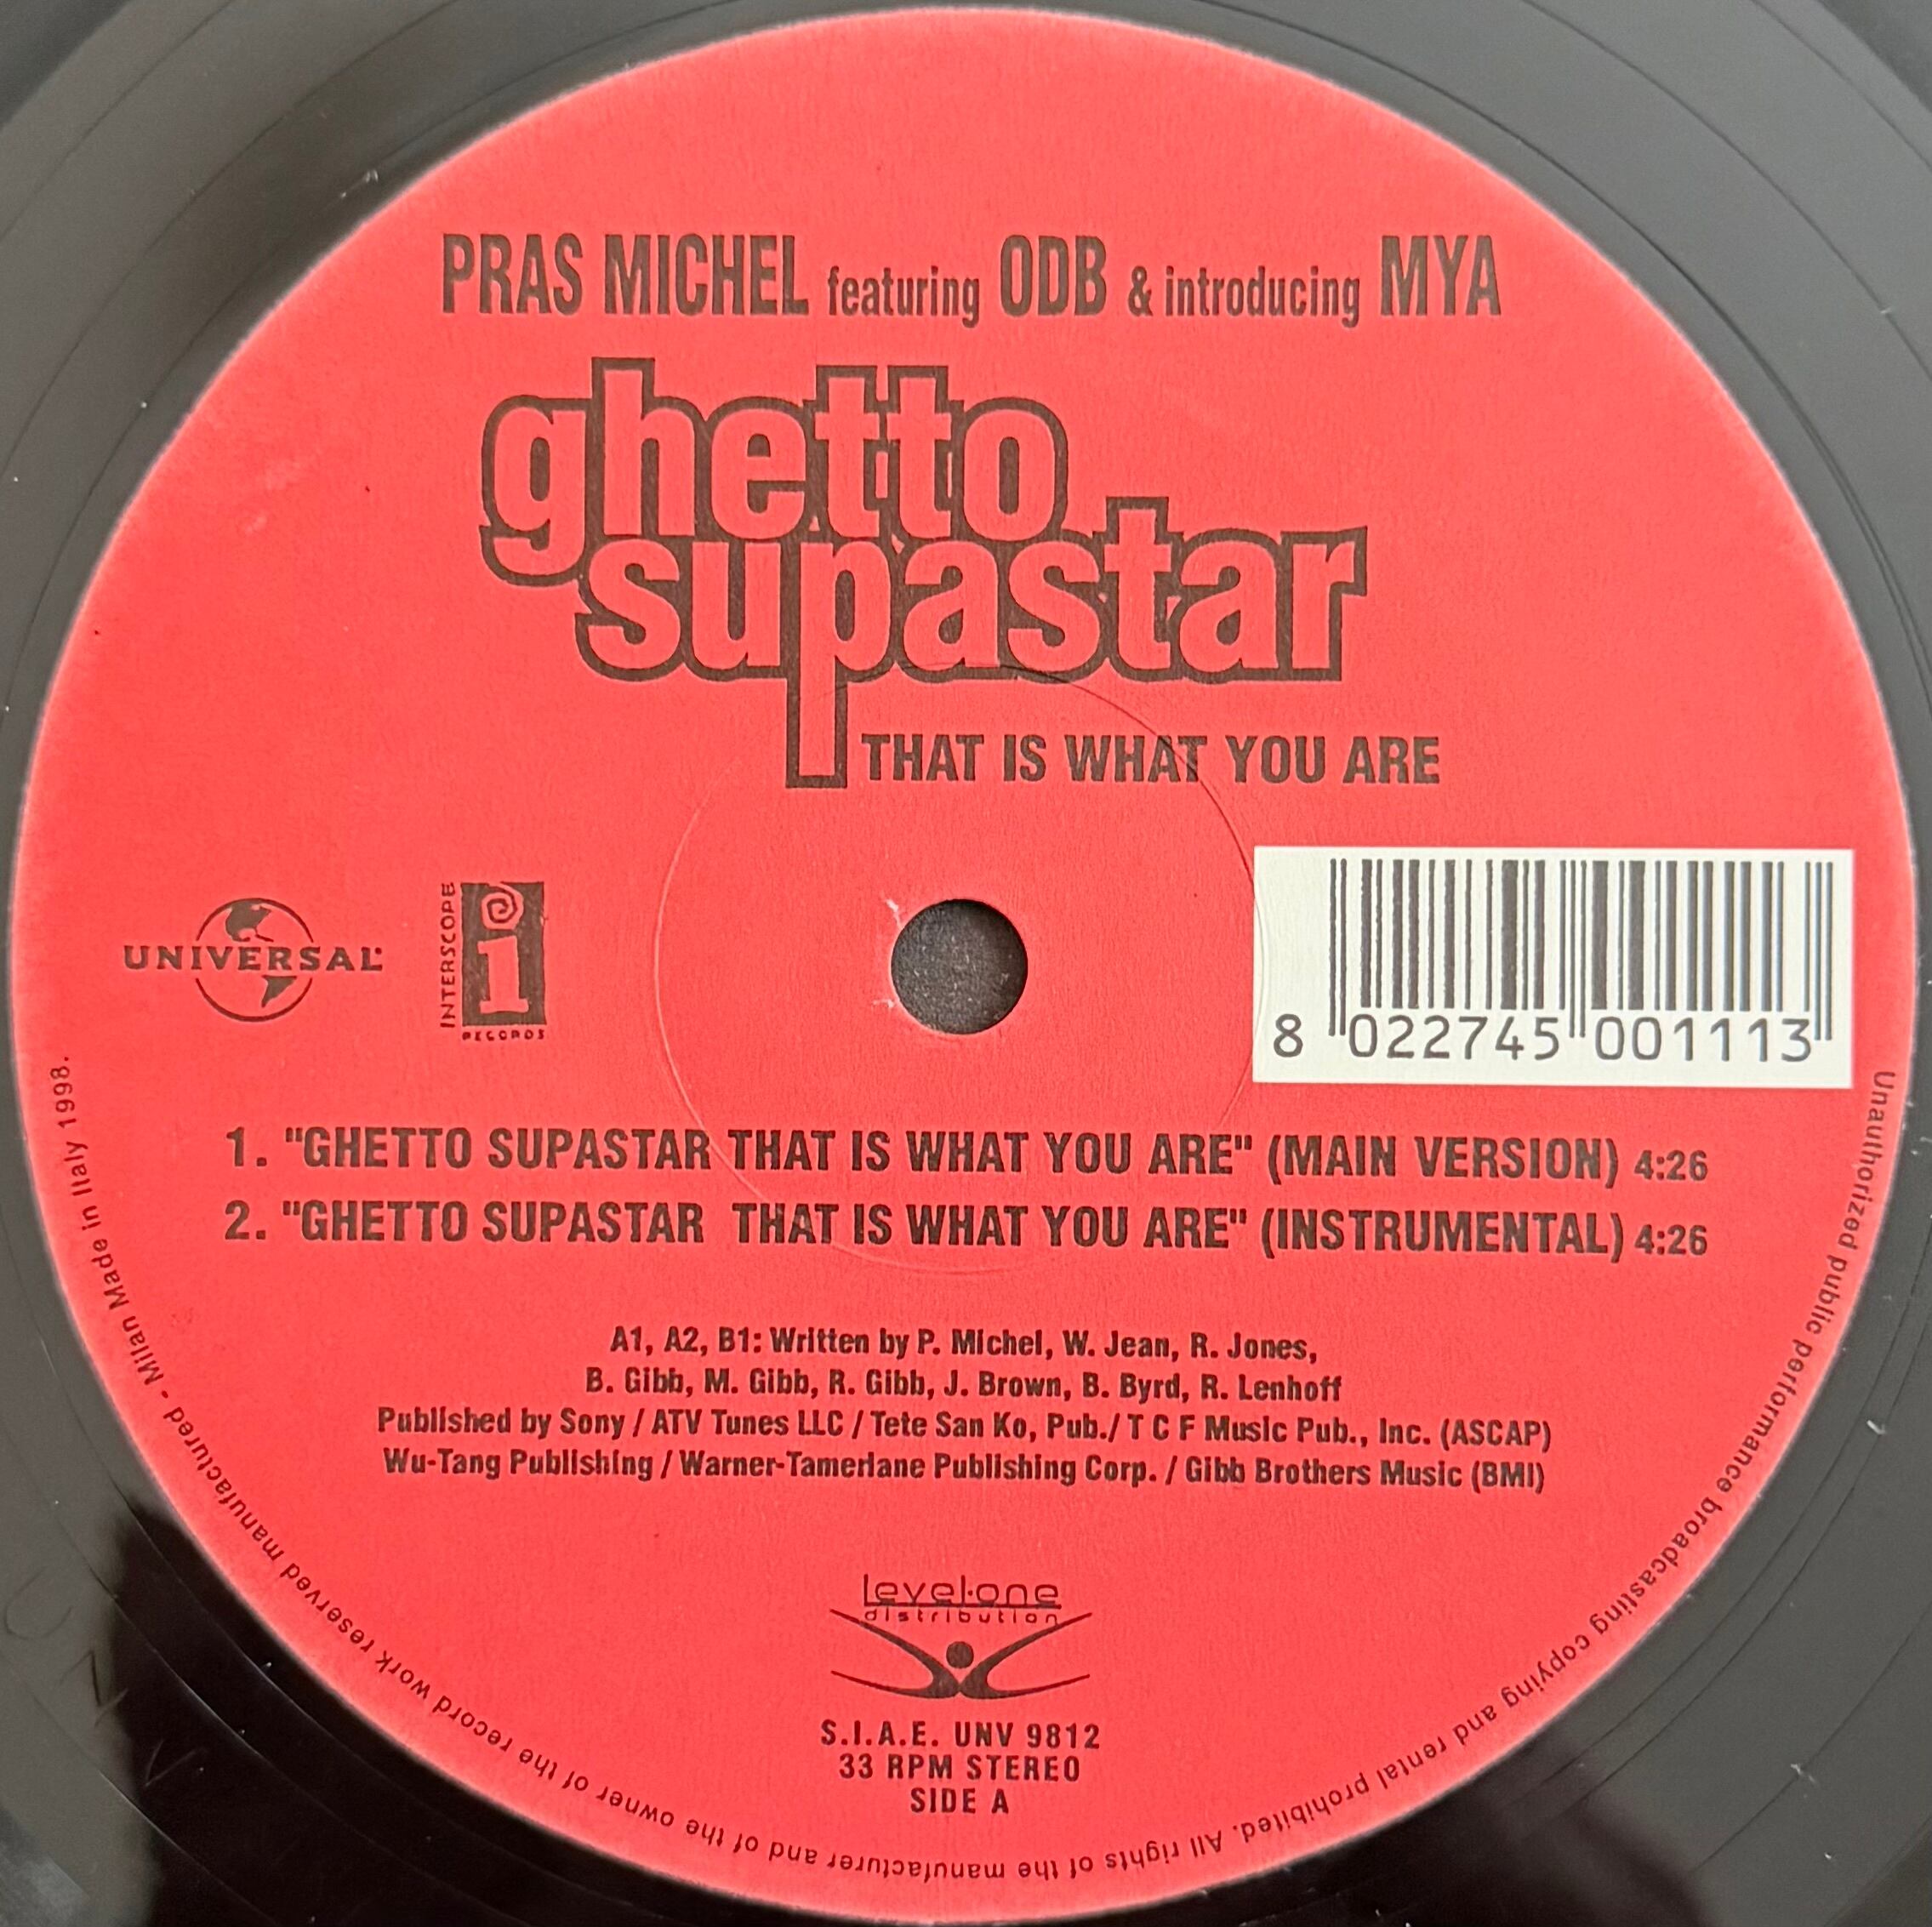 PRAS MICHEL featuring ODB & introducing MYA
ghetto
supastar
THAT IS WHAT YOU ARE
UNIVERSAL
INTERSCOPE
i
RECORDS
8 022745 001113
1. "GHETTO SUPASTAR THAT IS WHAT YOU ARE" (MAIN VERSION) 4:26
2. "GHETTO SUPASTAR THAT IS WHAT YOU ARE" (INSTRUMENTAL) 4:26
A1, A2, B1: Written by P. Michel, W. Jean, R. Jones,
B. Gibb, M. Gibb, R. Gibb, J. Brown, B. Byrd, R. Lenhoff
Published by Sony / ATV Tunes LLC / Tete San Ko, Pub./ T C F Music Pub., Inc. (ASCAP)
Wu-Tang Publishing / Warner-Tamerlane Publishing Corp. / Gibb Brothers Music (BMI)
level·one
distribution
S.I.A.E. UNV 9812
33 RPM STEREO
SIDE A
Unauthorized public performance broadcasting copying and rental prohibited. All rights of the manufacturer and of the owner of the record work reserved manufactured - Milan Made in Italy 1998.